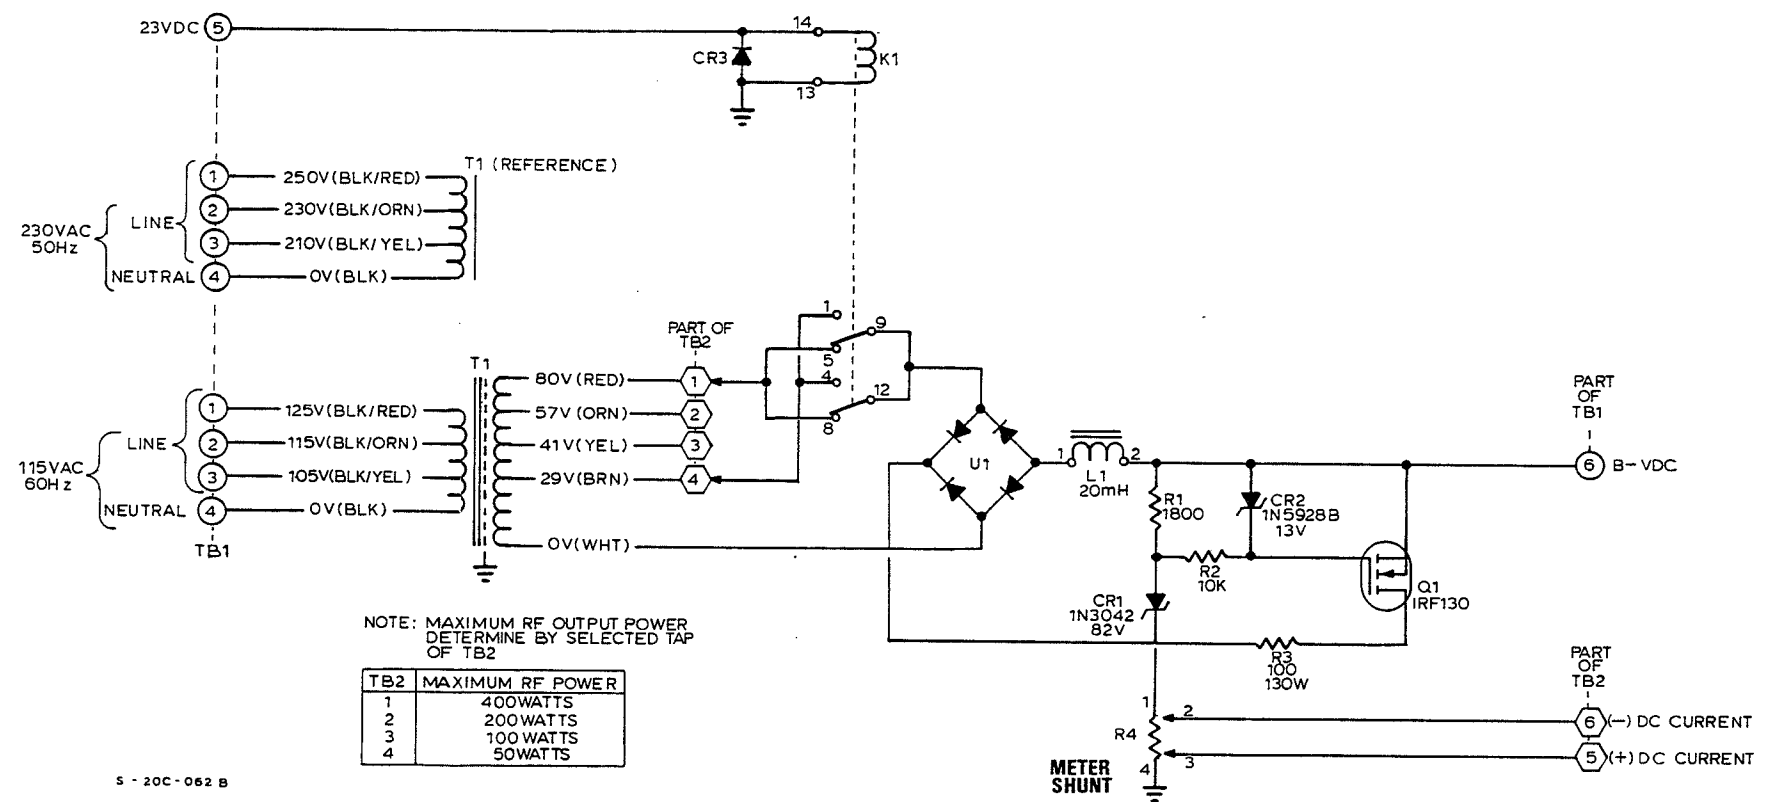 23VDC 5
14
CR3
K1
13
T1 (REFERENCE)
1 250V(BLK/RED)
2 230V(BLK/ORN)
LINE
230VAC
50Hz
3 210V(BLK/YEL)
NEUTRAL 4 0V(BLK)
1
9
PART OF
TB2
5
4
12
8
T1
1 125V(BLK/RED)
2 115V(BLK/ORN)
LINE
115VAC
60Hz
3 105V(BLK/YEL)
NEUTRAL 4 0V(BLK)
TB1
80V(RED) 1
57V(ORN) 2
41V(YEL) 3
29V(BRN) 4
0V(WHT)
U1
1 2
L1
20mH
R1
1800
CR2
1N5928B
13V
PART
OF
TB1
6 B-VDC
R2
10K
Q1
IRF130
CR1
1N3042
82V
R3
100
130W
NOTE: MAXIMUM RF OUTPUT POWER
DETERMINE BY SELECTED TAP
OF TB2
TB2 MAXIMUM RF POWER
1 400WATTS
2 200WATTS
3 100WATTS
4 50WATTS
PART
OF
TB2
1
2
R4
3
4
6 (-) DC CURRENT
5 (+) DC CURRENT
METER
SHUNT
S - 20C - 062 B